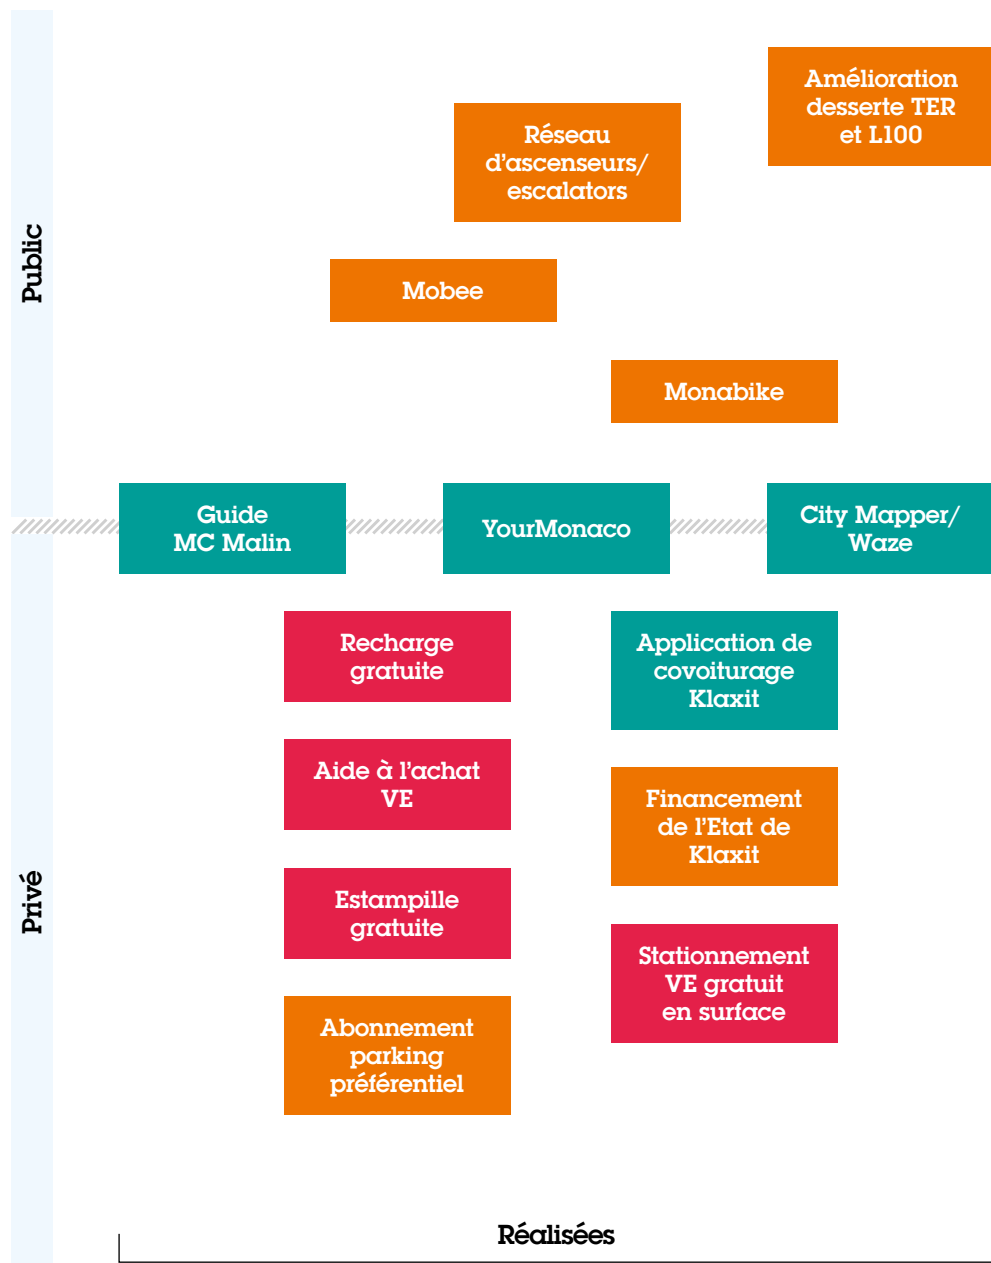 Public
Amélioration
desserte TER
et L100
Réseau
d'ascenseurs/
escalators
Mobee
Monabike
Guide
MC Malin
YourMonaco
City Mapper/
Waze
Privé
Recharge
gratuite
Application de
covoiturage
Klaxit
Aide à l'achat
VE
Financement
de l'Etat de
Klaxit
Estampille
gratuite
Stationnement
VE gratuit
en surface
Abonnement
parking
préférentiel
Réalisées